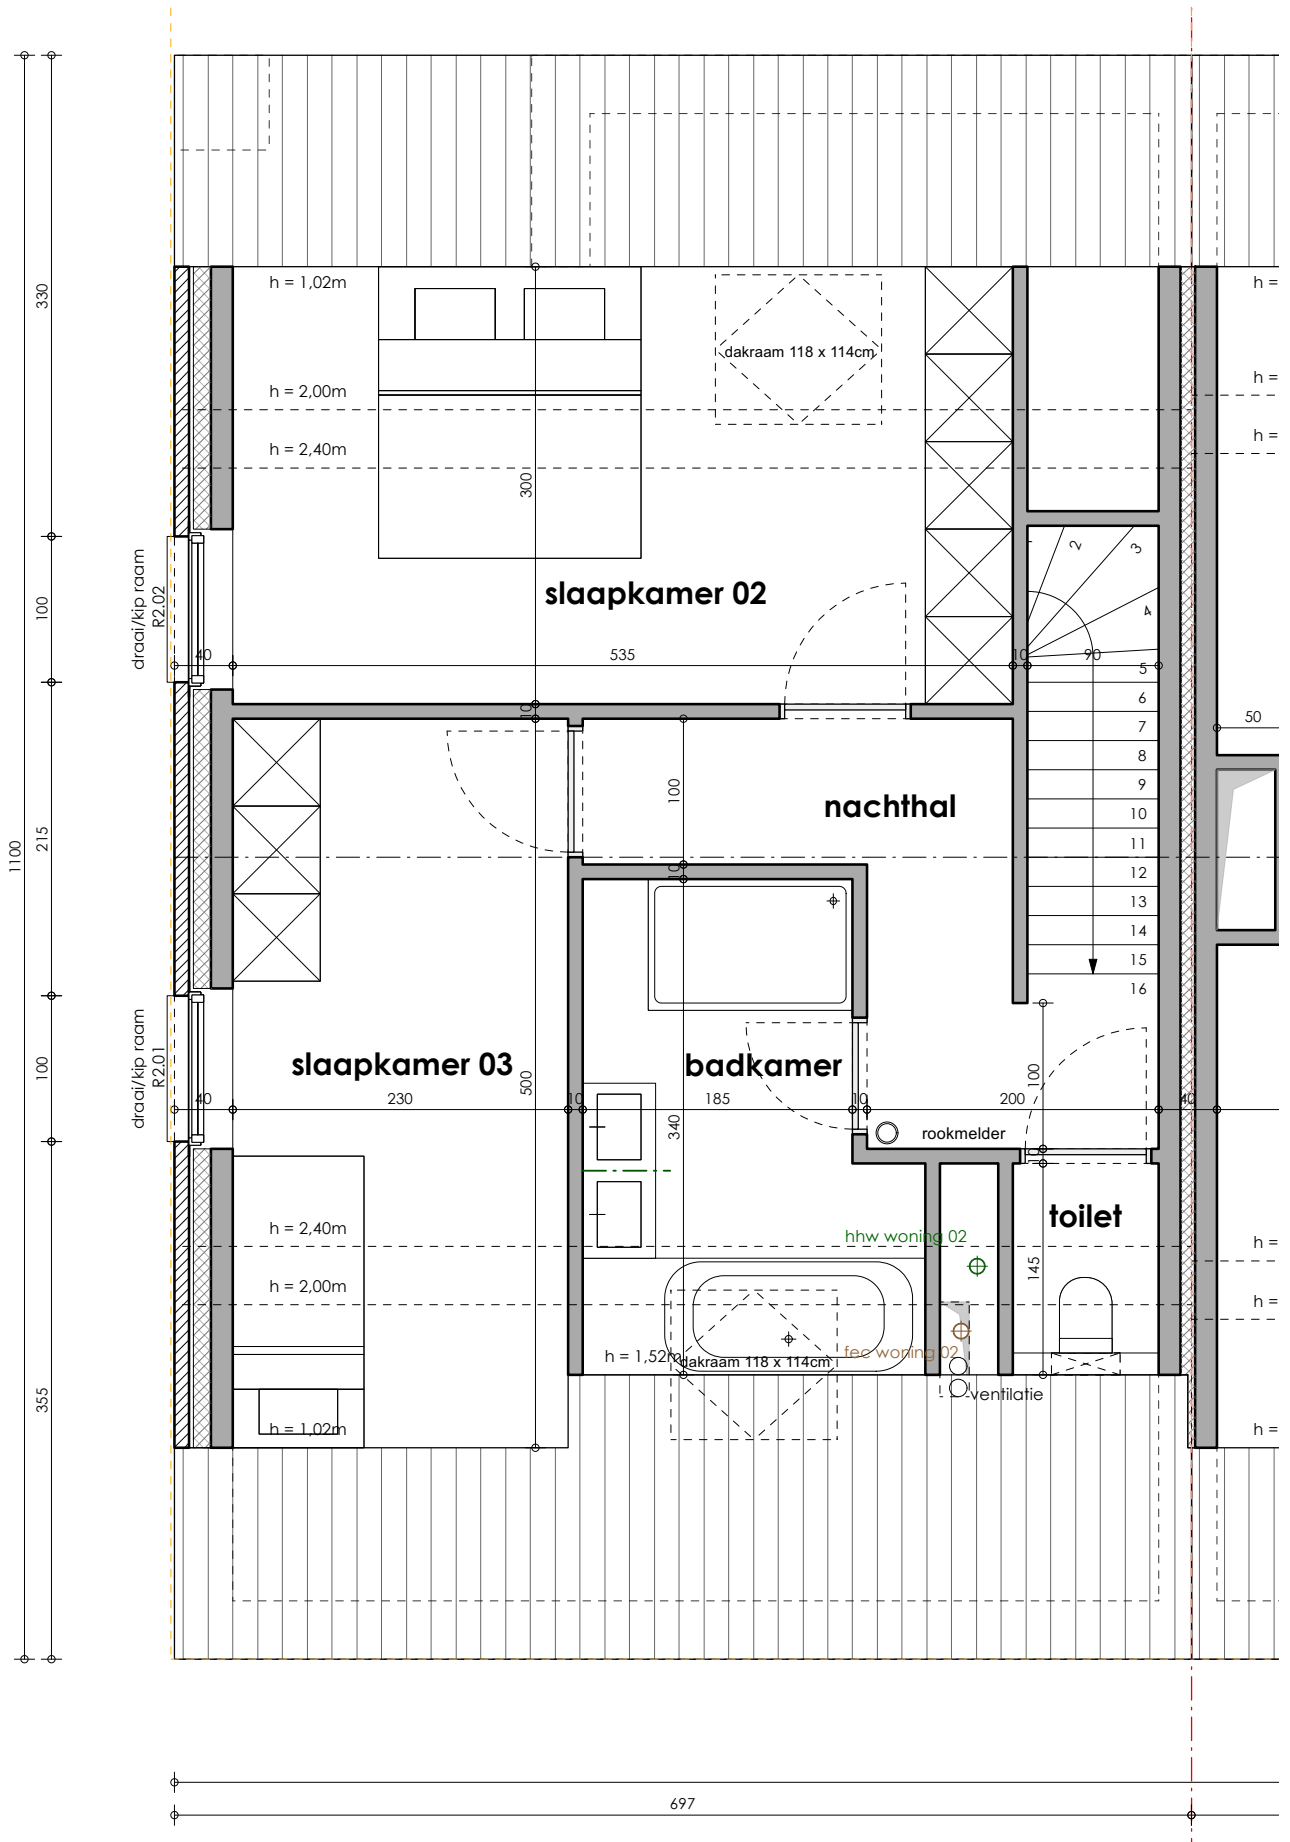 330
h = 1,02m
h =
dakraam 118 x 114cm
h = 2,00m
h =
h = 2,40m
h =
300
draai/kip raam
R2.02
100
slaapkamer 02
2
3
4
40
535
10
90
5
6
7
8
9
10
11
12
13
14
15
16
10
50
100
nachthal
1100
215
10
draai/kip raam
R2.01
100
slaapkamer 03
500
badkamer
100
40
230
10
185
10
200
40
340
rookmelder
10
toilet
h = 2,40m
hhw woning 02
h =
h = 2,00m
145
h =
h = 1,52m
dakraam 118 x 114cm
fec woning 02
ventilatie
355
h = 1,02m
h =
697